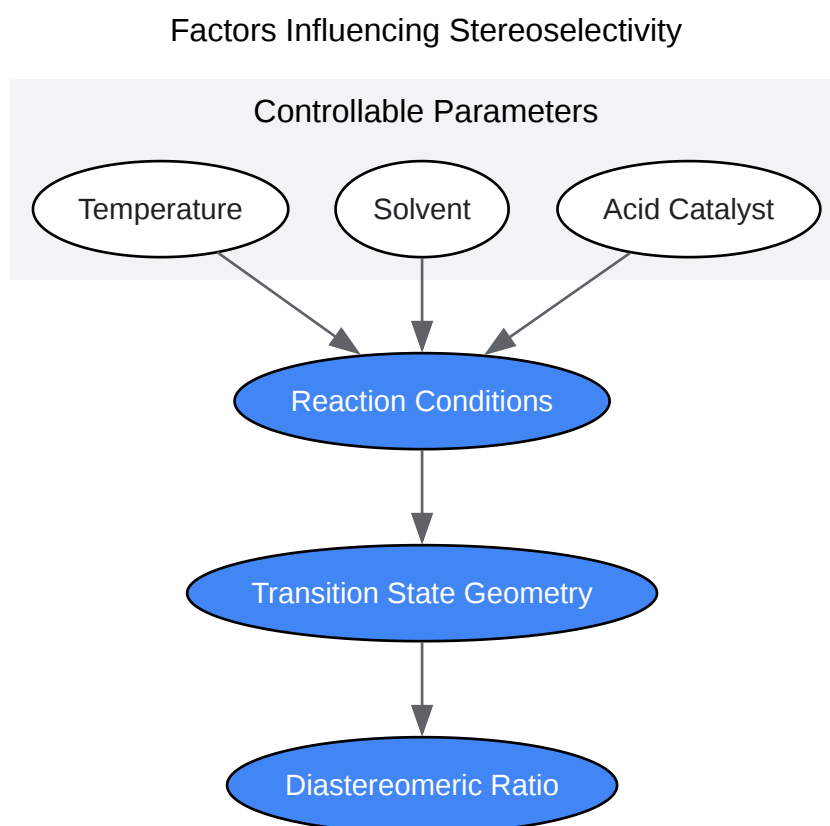 Factors Influencing Stereoselectivity
Controllable Parameters
Temperature
Solvent
Acid Catalyst
Reaction Conditions
Transition State Geometry
Diastereomeric Ratio